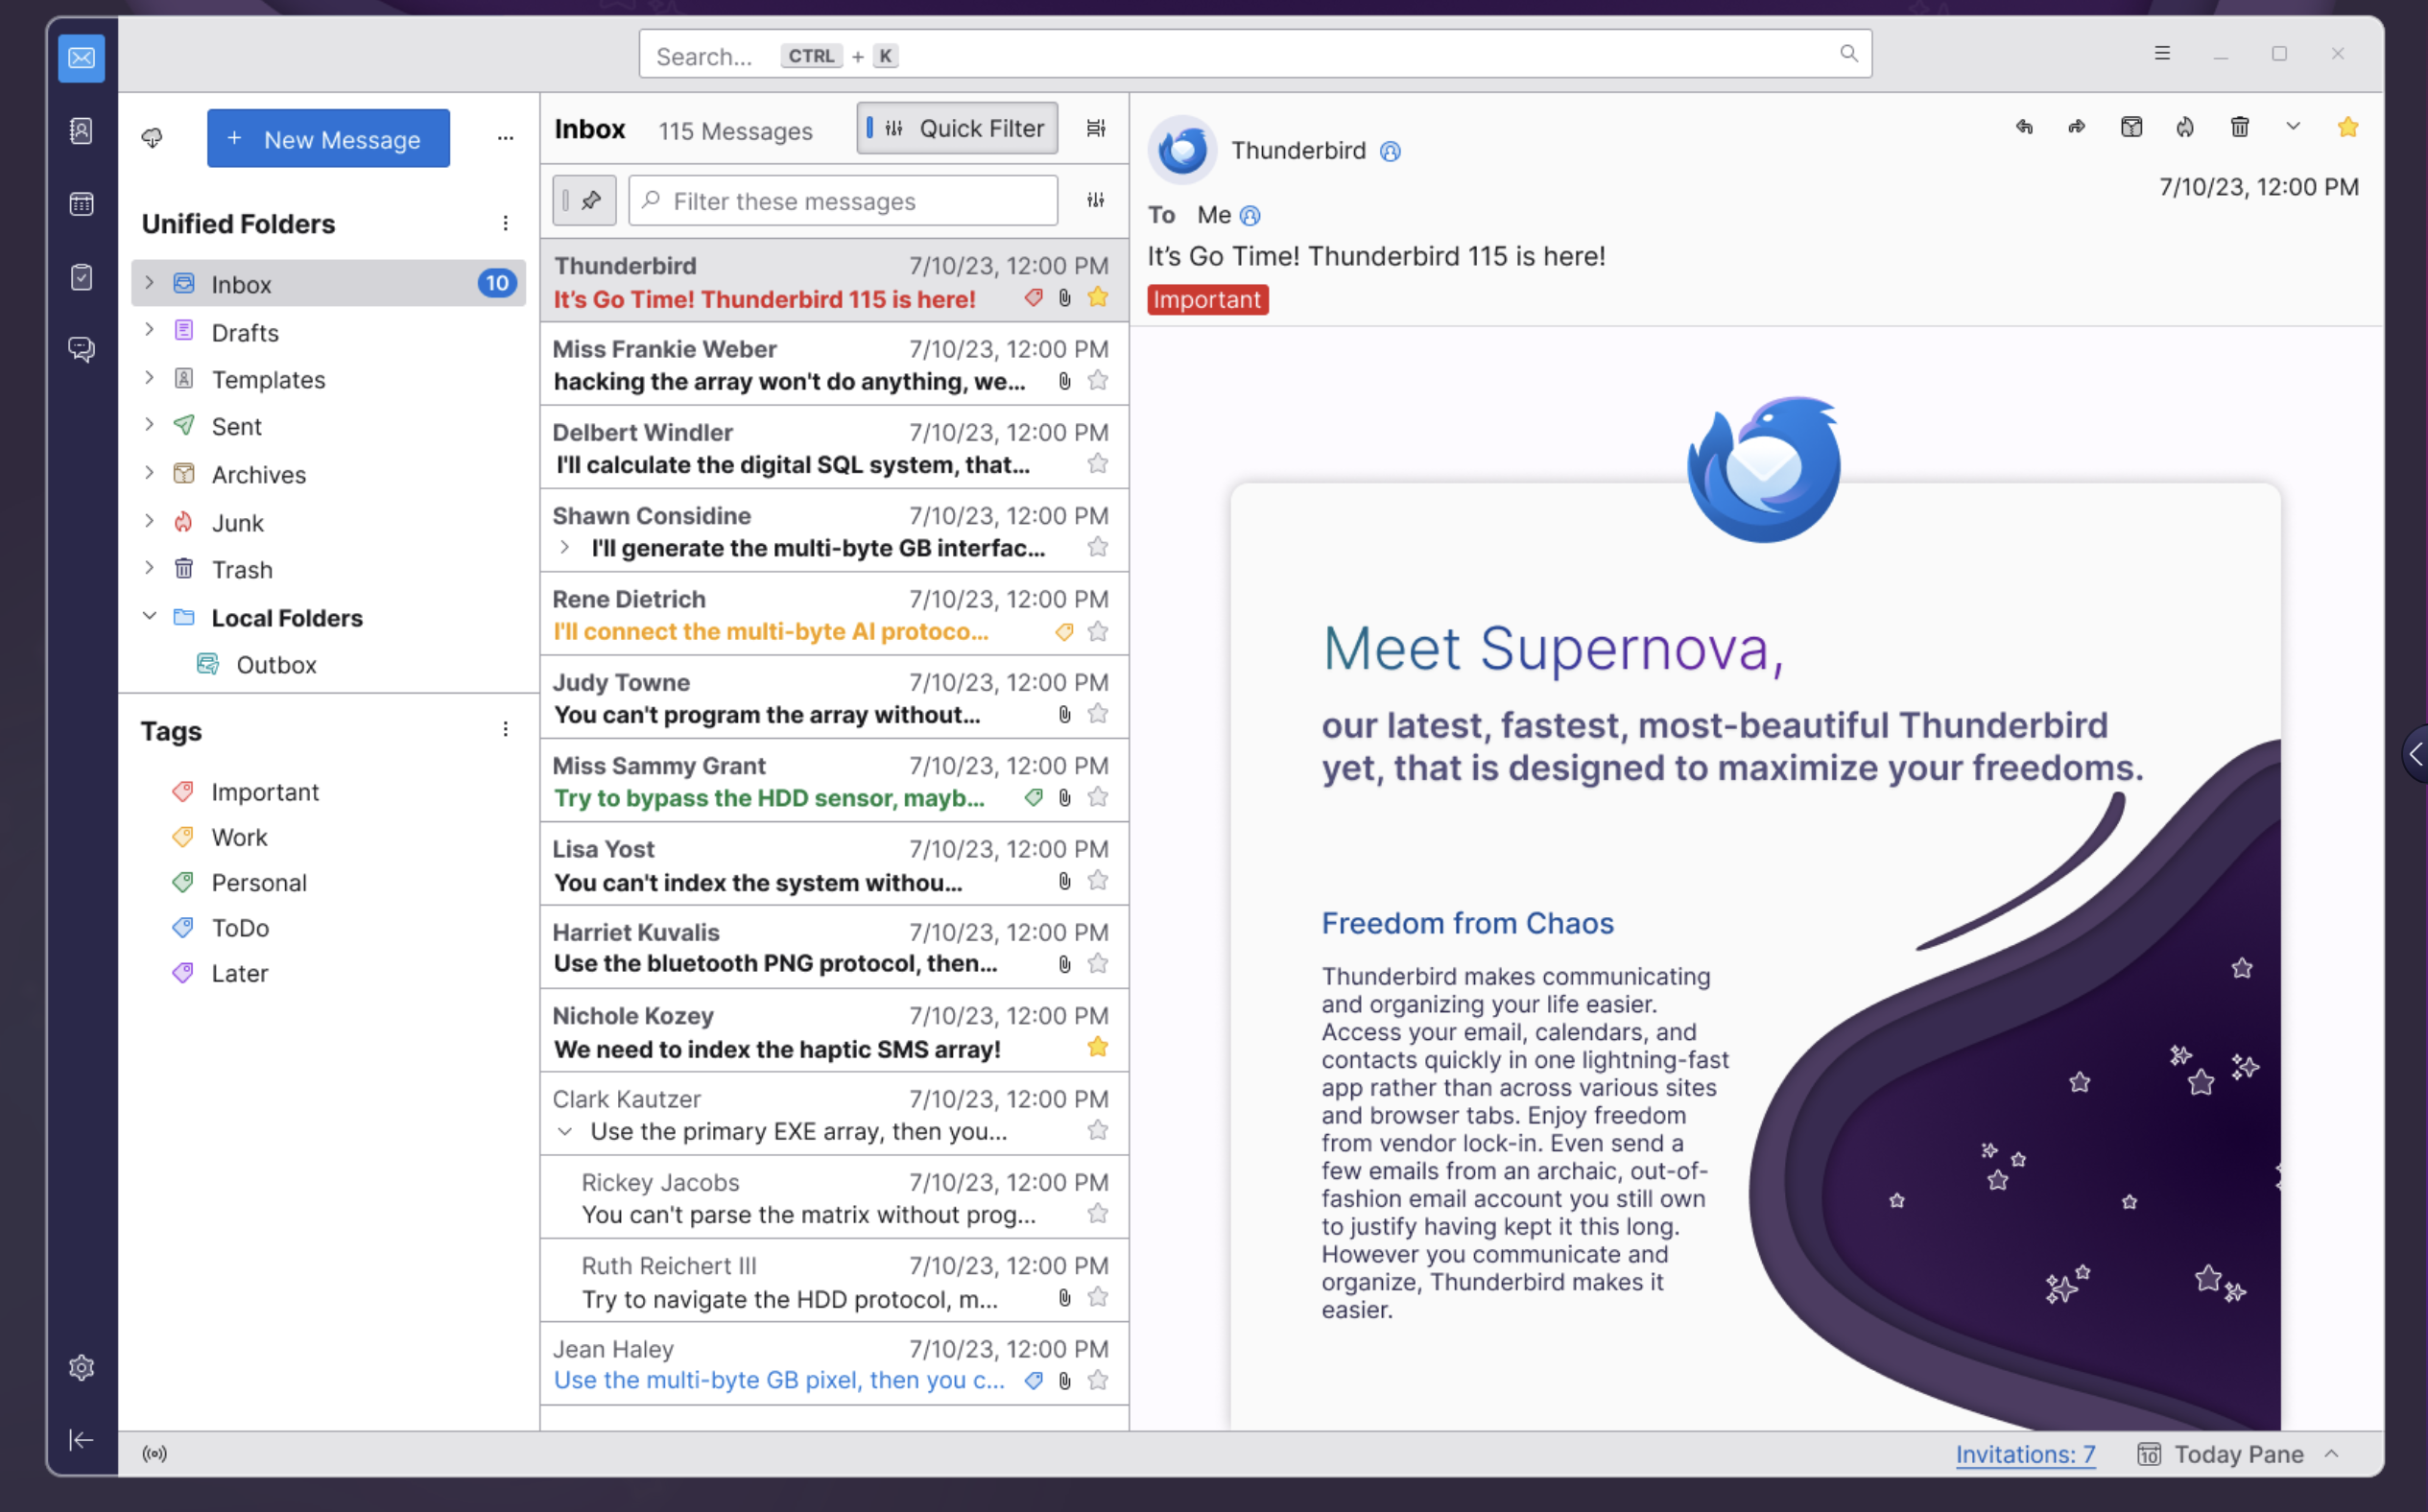 Search... CTRL + K
+ New Message ...
Unified Folders
Inbox 10
Drafts
Templates
Sent
Archives
Junk
Trash
Local Folders
Outbox
Tags
Important
Work
Personal
ToDo
Later
Inbox 115 Messages Quick Filter
Filter these messages
Thunderbird 7/10/23, 12:00 PM
It’s Go Time! Thunderbird 115 is here!
Miss Frankie Weber 7/10/23, 12:00 PM
hacking the array won't do anything, we...
Delbert Windler 7/10/23, 12:00 PM
I'll calculate the digital SQL system, that...
Shawn Considine 7/10/23, 12:00 PM
I'll generate the multi-byte GB interfac...
Rene Dietrich 7/10/23, 12:00 PM
I'll connect the multi-byte AI protoco...
Judy Towne 7/10/23, 12:00 PM
You can't program the array without...
Miss Sammy Grant 7/10/23, 12:00 PM
Try to bypass the HDD sensor, mayb...
Lisa Yost 7/10/23, 12:00 PM
You can't index the system withou...
Harriet Kuvalis 7/10/23, 12:00 PM
Use the bluetooth PNG protocol, then...
Nichole Kozey 7/10/23, 12:00 PM
We need to index the haptic SMS array!
Clark Kautzer 7/10/23, 12:00 PM
Use the primary EXE array, then you...
Rickey Jacobs 7/10/23, 12:00 PM
You can't parse the matrix without prog...
Ruth Reichert III 7/10/23, 12:00 PM
Try to navigate the HDD protocol, m...
Jean Haley 7/10/23, 12:00 PM
Use the multi-byte GB pixel, then you c...
Thunderbird
7/10/23, 12:00 PM
To Me
It’s Go Time! Thunderbird 115 is here!
Important
Meet Supernova,
our latest, fastest, most-beautiful Thunderbird
yet, that is designed to maximize your freedoms.
Freedom from Chaos
Thunderbird makes communicating
and organizing your life easier.
Access your email, calendars, and
contacts quickly in one lightning-fast
app rather than across various sites
and browser tabs. Enjoy freedom
from vendor lock-in. Even send a
few emails from an archaic, out-of-
fashion email account you still own
to justify having kept it this long.
However you communicate and
organize, Thunderbird makes it
easier.
Invitations: 7 10 Today Pane